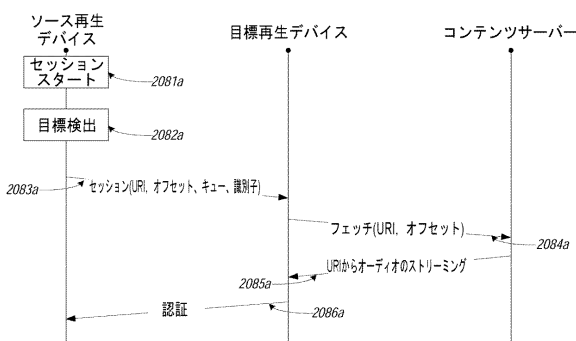 ソース再生
デバイス
目標再生デバイス
コンテンツサーバー
セッション
スタート
2081a
目標検出
2082a
2083a
セッション(URI, オフセット、キュー、識別子)
フェッチ(URI, オフセット)
2084a
URIからオーディオのストリーミング
2085a
認証
2086a